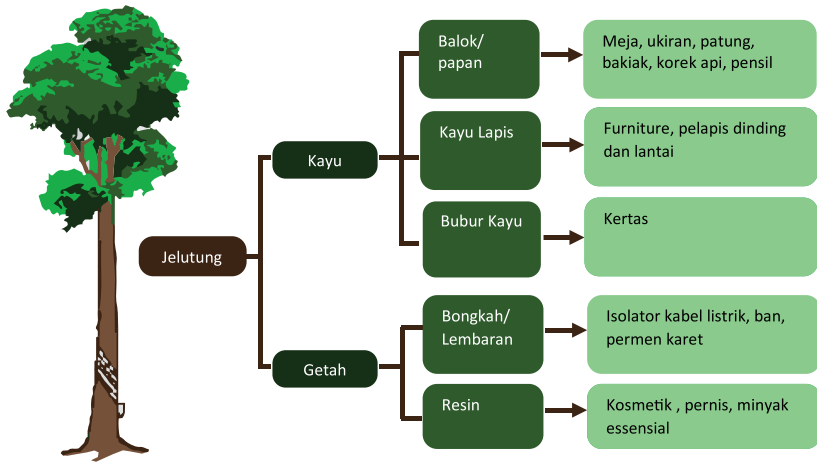 Jelutung
Kayu
Balok/
papan
Meja, ukiran, patung,
bakiak, korek api, pensil
Kayu Lapis
Furniture, pelapis dinding
dan lantai
Bubur Kayu
Kertas
Getah
Bongkah/
Lembaran
Isolator kabel listrik, ban,
permen karet
Resin
Kosmetik , pernis, minyak
essensial